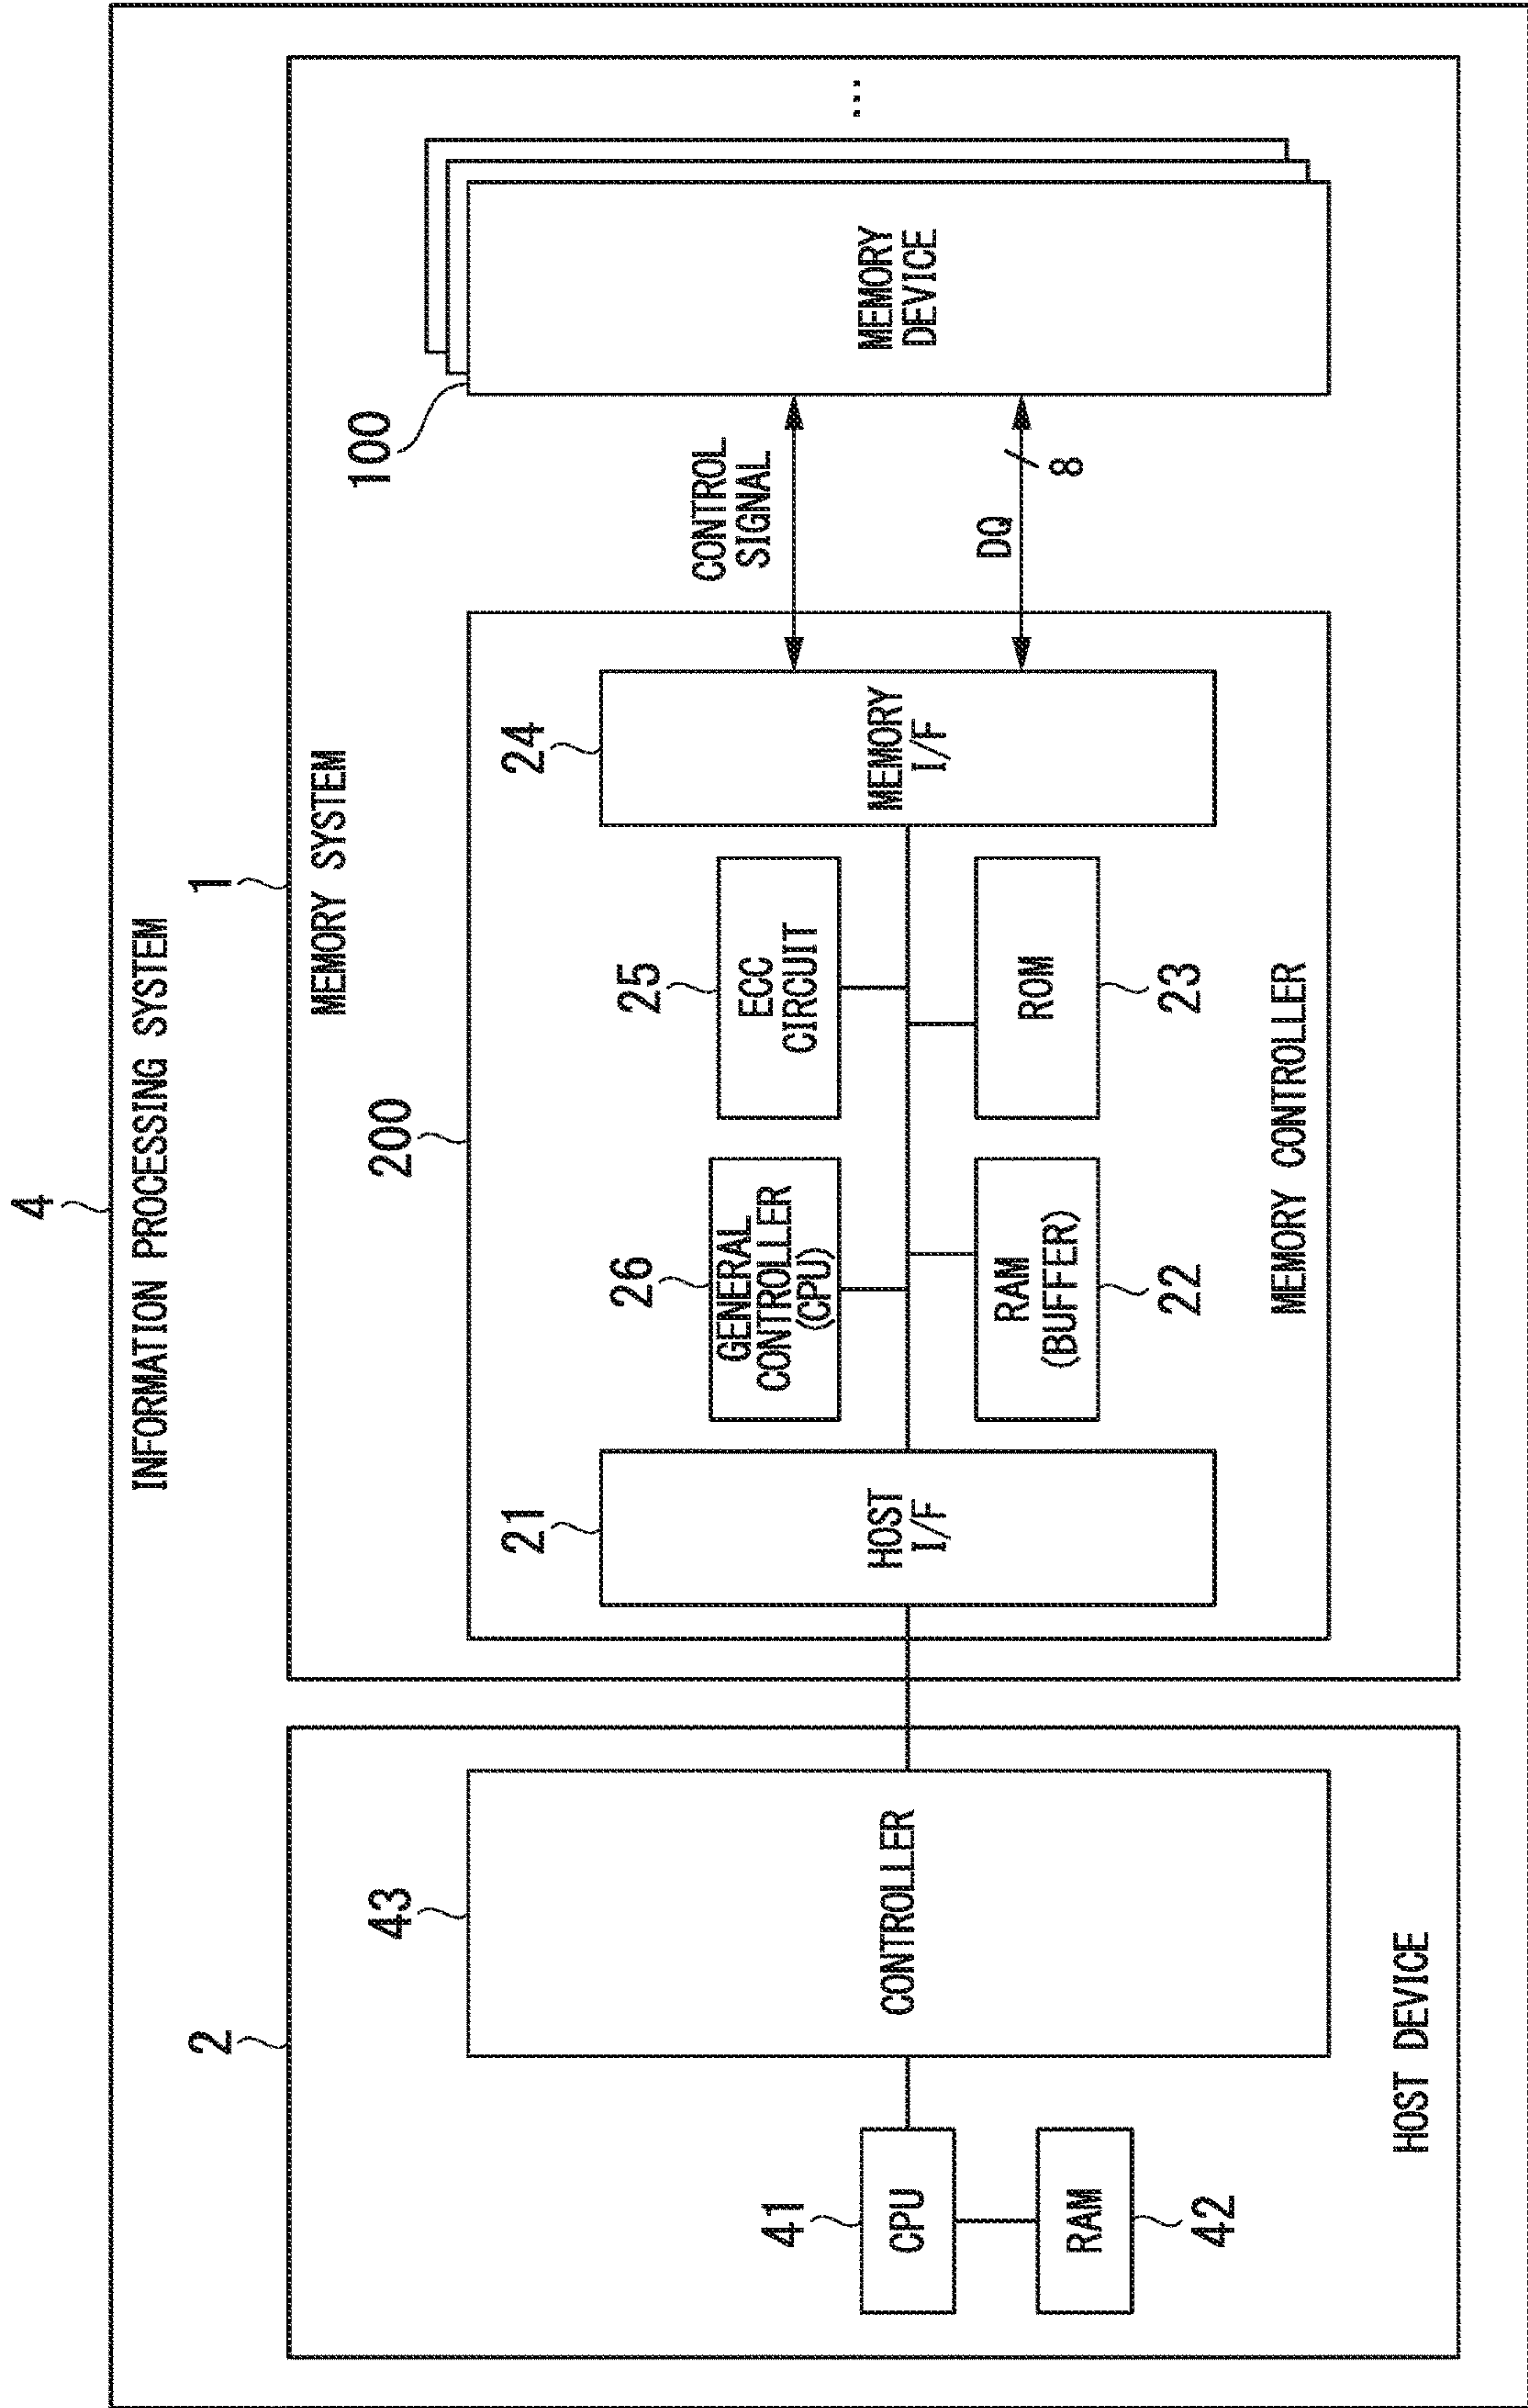 4
INFORMATION PROCESSING SYSTEM
2
43
CONTROLLER
41
CPU
RAM
42
HOST DEVICE
1
MEMORY SYSTEM
200
21
HOST
I/F
26
GENERAL
CONTROLLER
(CPU)
25
ECC
CIRCUIT
24
MEMORY
I/F
RAM
(BUFFER)
22
ROM
23
MEMORY CONTROLLER
CONTROL
SIGNAL
DQ
8
100
MEMORY
DEVICE
...